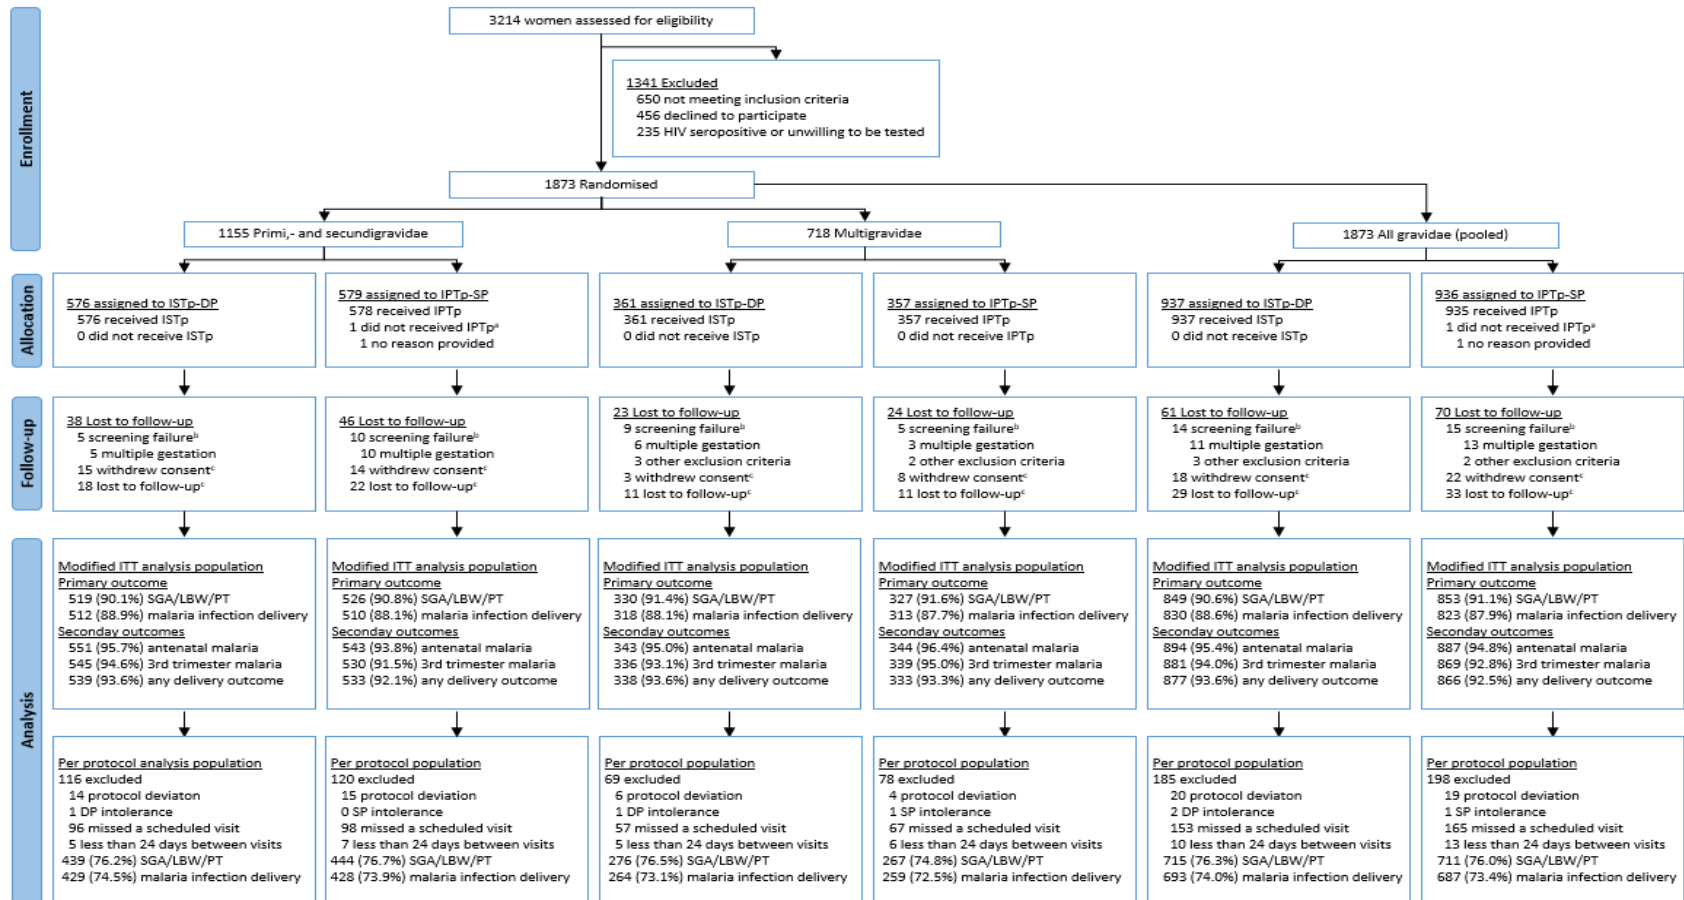 Enrollment
3214 women assessed for eligibility
1341 Excluded
650 not meeting inclusion criteria
456 declined to participate
235 HIV seropositive or unwilling to be tested
1873 Randomised
1155 Primi,- and secundigravidae
718 Multigravidae
1873 All gravidae (pooled)
Allocation
576 assigned to ISTp-DP
576 received ISTp
0 did not receive ISTp
579 assigned to IPTp-SP
578 received IPTp
1 did not received IPTpᵃ
1 no reason provided
361 assigned to ISTp-DP
361 received ISTp
0 did not receive ISTp
357 assigned to IPTp-SP
357 received IPTp
0 did not receive IPTp
937 assigned to ISTp-DP
937 received ISTp
0 did not receive ISTp
936 assigned to IPTp-SP
935 received IPTp
1 did not received IPTpᵃ
1 no reason provided
Follow-up
38 Lost to follow-up
5 screening failureᵇ
5 multiple gestation
15 withdrew consentᶜ
18 lost to follow-upᶜ
46 Lost to follow-up
10 screening failureᵇ
10 multiple gestation
14 withdrew consentᶜ
22 lost to follow-upᶜ
23 Lost to follow-up
9 screening failureᵇ
6 multiple gestation
3 other exclusion criteria
3 withdrew consentᶜ
11 lost to follow-upᶜ
24 Lost to follow-up
5 screening failureᵇ
3 multiple gestation
2 other exclusion criteria
8 withdrew consentᶜ
11 lost to follow-upᶜ
61 Lost to follow-up
14 screening failureᵇ
11 multiple gestation
3 other exclusion criteria
18 withdrew consentᶜ
29 lost to follow-upᶜ
70 Lost to follow-up
15 screening failureᵇ
13 multiple gestation
2 other exclusion criteria
22 withdrew consentᶜ
33 lost to follow-upᶜ
Analysis
Modified ITT analysis population
Primary outcome
519 (90.1%) SGA/LBW/PT
512 (88.9%) malaria infection delivery
Seconday outcomes
551 (95.7%) antenatal malaria
545 (94.6%) 3rd trimester malaria
539 (93.6%) any delivery outcome
Modified ITT analysis population
Primary outcome
526 (90.8%) SGA/LBW/PT
510 (88.1%) malaria infection delivery
Seconday outcomes
543 (93.8%) antenatal malaria
530 (91.5%) 3rd trimester malaria
533 (92.1%) any delivery outcome
Modified ITT analysis population
Primary outcome
330 (91.4%) SGA/LBW/PT
318 (88.1%) malaria infection delivery
Seconday outcomes
343 (95.0%) antenatal malaria
336 (93.1%) 3rd trimester malaria
338 (93.6%) any delivery outcome
Modified ITT analysis population
Primary outcome
327 (91.6%) SGA/LBW/PT
313 (87.7%) malaria infection delivery
Seconday outcomes
344 (96.4%) antenatal malaria
339 (95.0%) 3rd trimester malaria
333 (93.3%) any delivery outcome
Modified ITT analysis population
Primary outcome
849 (90.6%) SGA/LBW/PT
830 (88.6%) malaria infection delivery
Seconday outcomes
894 (95.4%) antenatal malaria
881 (94.0%) 3rd trimester malaria
877 (93.6%) any delivery outcome
Modified ITT analysis population
Primary outcome
853 (91.1%) SGA/LBW/PT
823 (87.9%) malaria infection delivery
Seconday outcomes
887 (94.8%) antenatal malaria
869 (92.8%) 3rd trimester malaria
866 (92.5%) any delivery outcome
Per protocol analysis population
116 excluded
14 protocol deviaton
1 DP intolerance
96 missed a scheduled visit
5 less than 24 days between visits
439 (76.2%) SGA/LBW/PT
429 (74.5%) malaria infection delivery
Per protocol population
120 excluded
15 protocol deviation
0 SP intolerance
98 missed a scheduled visit
7 less than 24 days between visits
444 (76.7%) SGA/LBW/PT
428 (73.9%) malaria infection delivery
Per protocol population
69 excluded
6 protocol deviation
1 DP intolerance
57 missed a scheduled visit
5 less than 24 days between visits
276 (76.5%) SGA/LBW/PT
264 (73.1%) malaria infection delivery
Per protocol population
78 excluded
4 protocol deviation
1 SP intolerance
67 missed a scheduled visit
6 less than 24 days between visits
267 (74.8%) SGA/LBW/PT
259 (72.5%) malaria infection delivery
Per protocol population
185 excluded
20 protocol deviaton
2 DP intolerance
153 missed a scheduled visit
10 less than 24 days between visits
715 (76.3%) SGA/LBW/PT
693 (74.0%) malaria infection delivery
Per protocol population
198 excluded
19 protocol deviation
1 SP intolerance
165 missed a scheduled visit
13 less than 24 days between visits
711 (76.0%) SGA/LBW/PT
687 (73.4%) malaria infection delivery